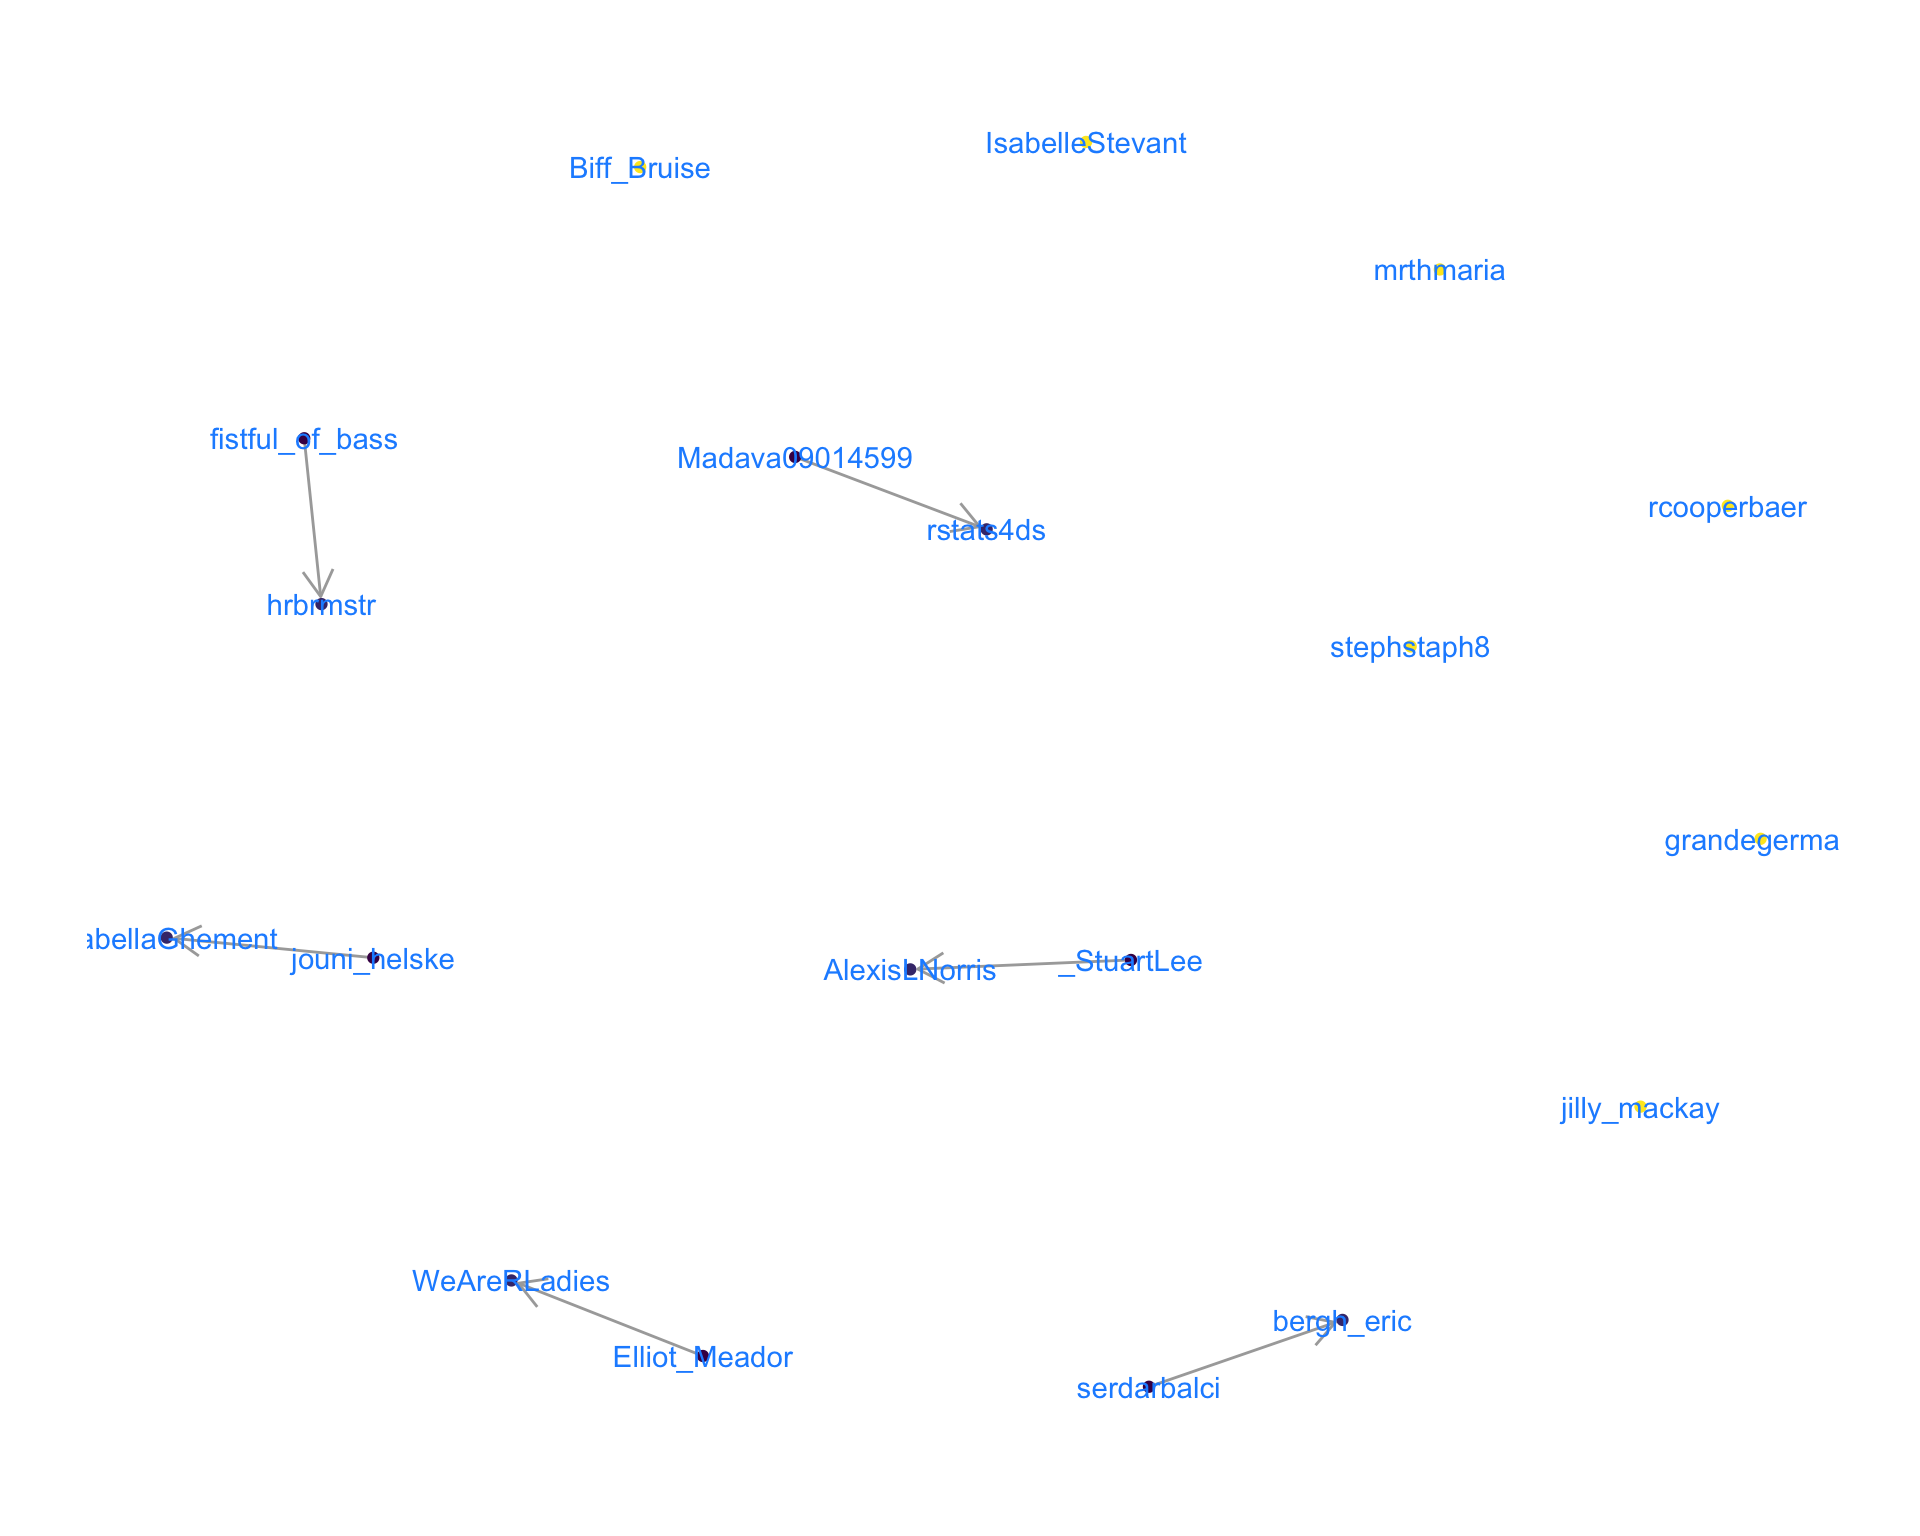 IsabelleStevant
Biff_Bruise
mrthmaria
fistful_of_bass
Madava09014599
rcooperbaer
rstats4ds
hrbrmstr
stephstaph8
grandegerma
abellaGhement
jouni_helske
AlexisLNorris
_StuartLee
jilly_mackay
WeAreRLadies
bergh_eric
Elliot_Meador
serdarbalci